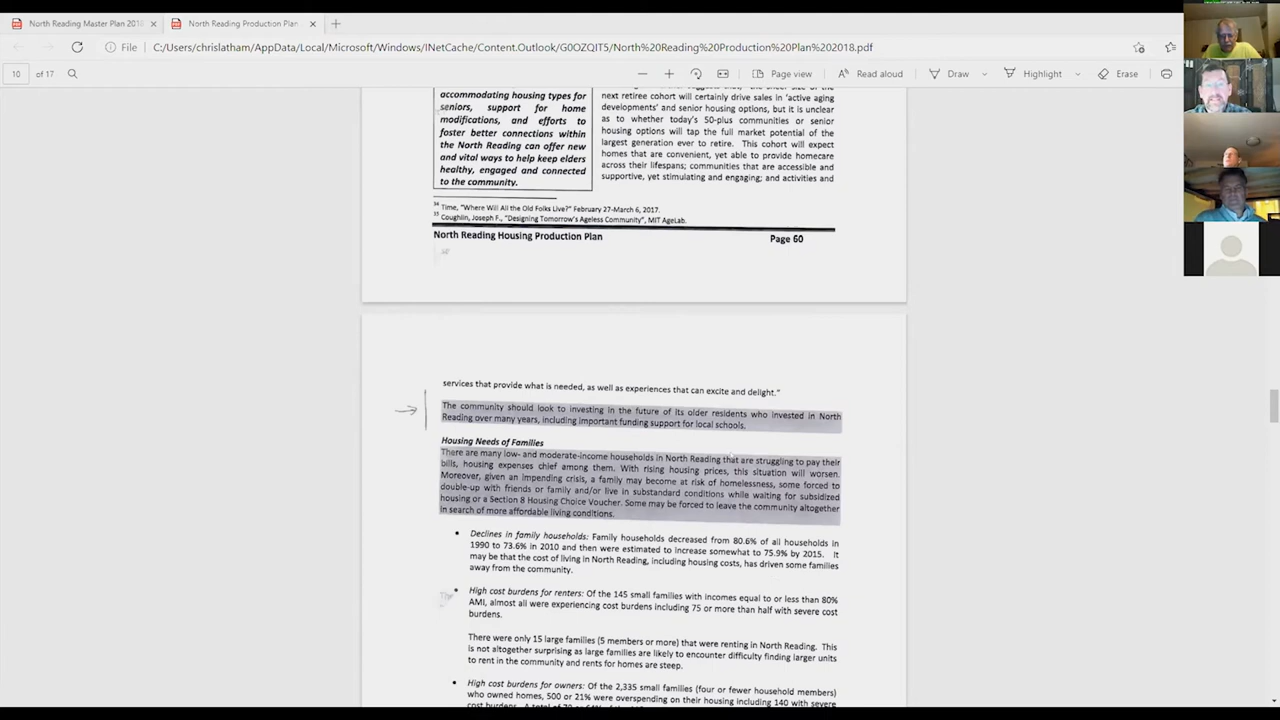 North Reading Master Plan 201
North Reading Production Plan
File
C:/Users/chrislatham/AppData/Local/Microsoft/Windows/INetCache/Content.Outlook/G0OZQIT5/North%20Reading%20Production%20Plan%202018.pdf
10 of 17
Page view
Read aloud
Draw
Highlight
Erase
accommodating housing types for
seniors, support for home
modifications, and efforts to
foster better connections within
the North Reading can offer new
and vital ways to help keep elders
healthy, engaged and connected
to the community.
next retiree cohort will certainly drive sales in 'active aging
developments' and senior housing options, but it is unclear
as to whether today's 50-plus communities or senior
housing options will tap the full market potential of the
largest generation ever to retire. This cohort will expect
homes that are convenient, yet able to provide homecare
across their lifespans; communities that are accessible and
supportive, yet stimulating and engaging; and activities and
34 Time, "Where Will All the Old Folks Live?" February 27-March 6, 2017.
35 Coughlin, Joseph F., "Designing Tomorrow's Ageless Community", MIT AgeLab.
North Reading Housing Production Plan Page 60
services that provide what is needed, as well as experiences that can excite and delight."
The community should look to investing in the future of its older residents who invested in North
Reading over many years, including important funding support for local schools.
Housing Needs of Families
There are many low- and moderate-income households in North Reading that are struggling to pay their
bills, housing expenses chief among them. With rising housing prices, this situation will worsen.
Moreover, given an impending crisis, a family may become at risk of homelessness, some forced to
double-up with friends or family and/or live in substandard conditions while waiting for subsidized
housing or a Section 8 Housing Choice Voucher. Some may be forced to leave the community altogether
in search of more affordable living conditions.
• Declines in family households: Family households decreased from 80.6% of all households in
1990 to 73.6% in 2010 and then were estimated to increase somewhat to 75.9% by 2015. It
may be that the cost of living in North Reading, including housing costs, has driven some families
away from the community.
• High cost burdens for renters: Of the 145 small families with incomes equal to or less than 80%
AMI, almost all were experiencing cost burdens including 75 or more than half with severe cost
burdens.
There were only 15 large families (5 members or more) that were renting in North Reading. This
is not altogether surprising as large families are likely to encounter difficulty finding larger units
to rent in the community and rents for homes are steep.
• High cost burdens for owners: Of the 2,335 small families (four or fewer household members)
who owned homes, 500 or 21% were overspending on their housing including 140 with severe